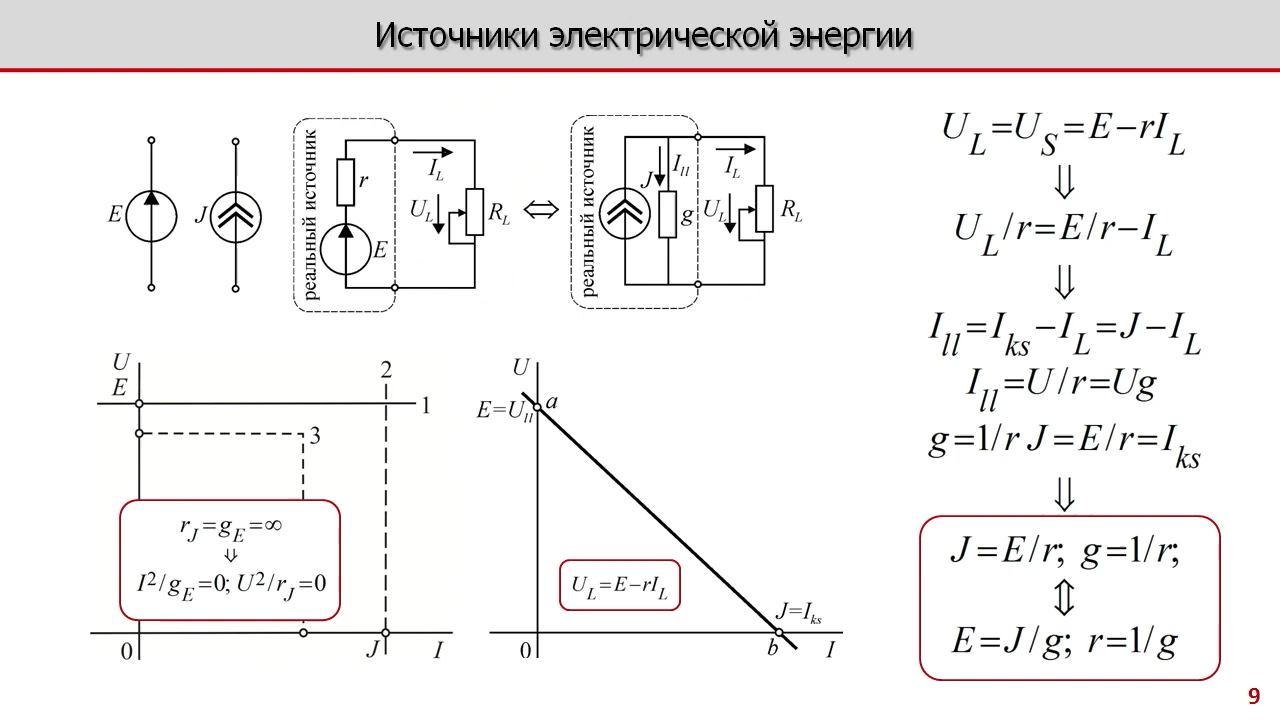 Источники электрической энергии
E
J
реальный источник
r
E
I_L
U_L
R_L
⇔
реальный источник
J
I_ll
g
I_L
U_L
R_L
U_L=U_S=E−rI_L
⇓
U_L/r=E/r−I_L
⇓
I_ll=I_ks−I_L=J−I_L
I_ll=U/r=Ug
g=1/r J=E/r=I_ks
⇓
J=E/r; g=1/r;
⇕
E=J/g; r=1/g
U
E
2
1
3
r_J=g_E=∞
⇓
I²/g_E=0; U²/r_J=0
0
J
I
U
E=U_ll
a
U_L=E−rI_L
J=I_ks
0
b
I
9